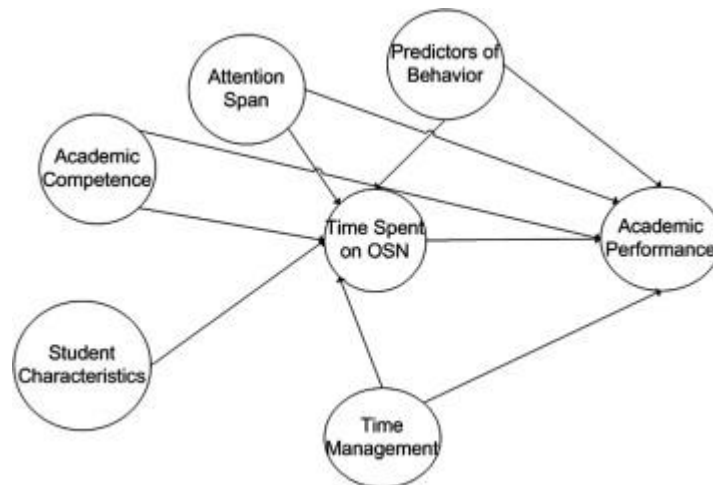 Predictors of
Behavior
Attention
Span
Academic
Competence
Time Spent
on OSN
Academic
Performance
Student
Characteristics
Time
Management